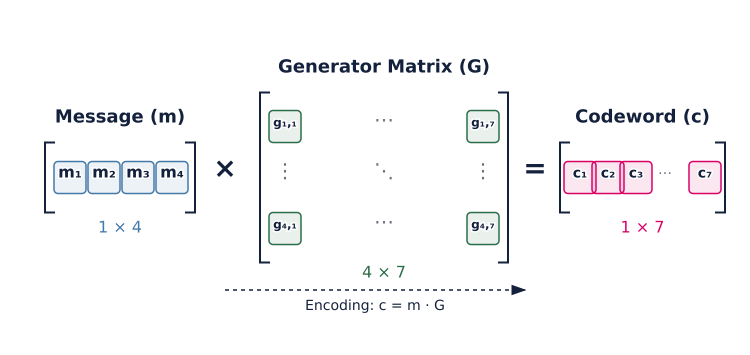 Generator Matrix (G)
Message (m)
Codeword (c)
g₁,₁ ⋯ g₁,₇
m₁ m₂ m₃ m₄ × ⋮ ⋱ ⋮ = c₁ c₂ c₃ ⋯ c₇
g₄,₁ ⋯ g₄,₇
1 × 4
1 × 7
4 × 7
Encoding: c = m · G